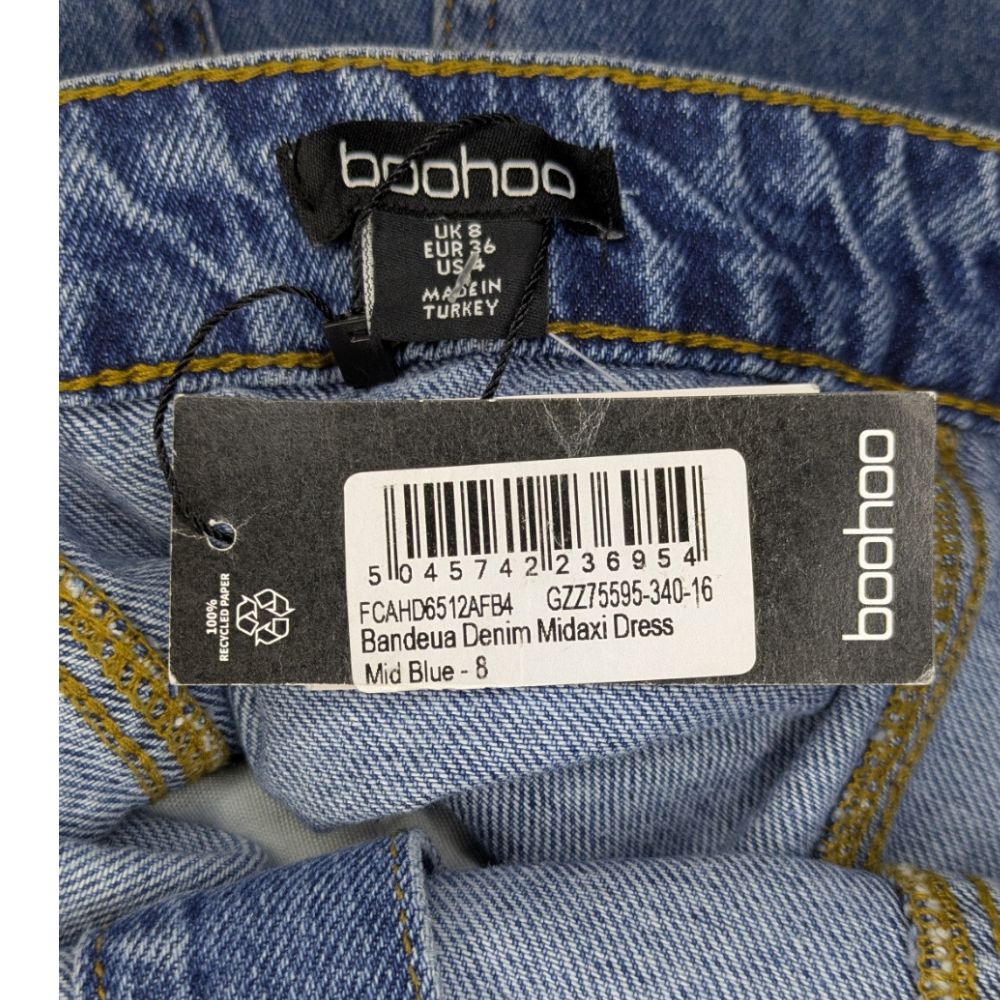 boohoo
UK 8
EUR 36
US 4
MADE IN
TURKEY
boohoo
100%
RECYCLED PAPER
5 045742 236954
FCAHD6512AFB4 GZZ75595-340-16
Bandeua Denim Midaxi Dress
Mid Blue - 8